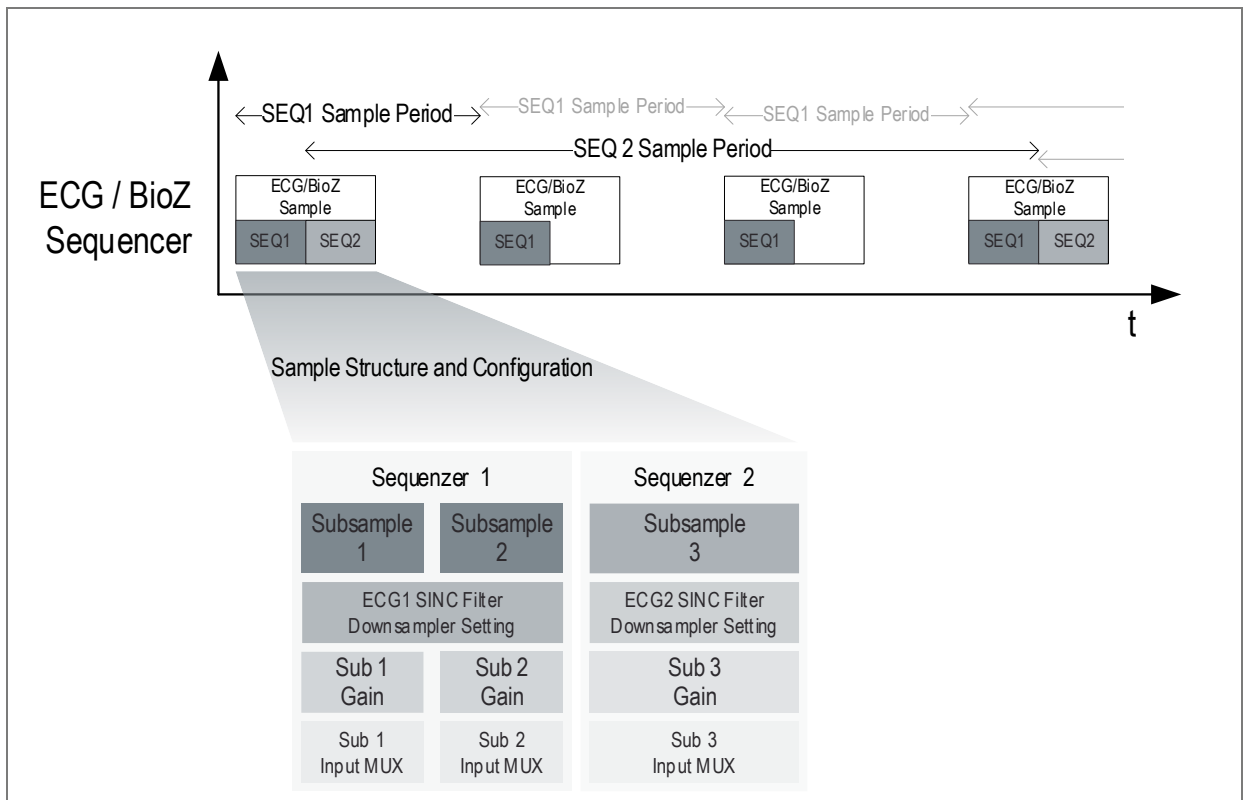 SEQ1 Sample Period
SEQ1 Sample Period
SEQ1 Sample Period
SEQ 2 Sample Period
ECG / BioZ
Sequencer
ECG/BioZ
Sample
SEQ1
SEQ2
ECG/BioZ
Sample
SEQ1
ECG/BioZ
Sample
SEQ1
ECG/BioZ
Sample
SEQ1
SEQ2
t
Sample Structure and Configuration
Sequenzer 1
Sequenzer 2
Subsample
1
Subsample
2
Subsample
3
ECG1 SINC Filter
Downsampler Setting
ECG2 SINC Filter
Downsampler Setting
Sub 1
Gain
Sub 2
Gain
Sub 3
Gain
Sub 1
Input MUX
Sub 2
Input MUX
Sub 3
Input MUX